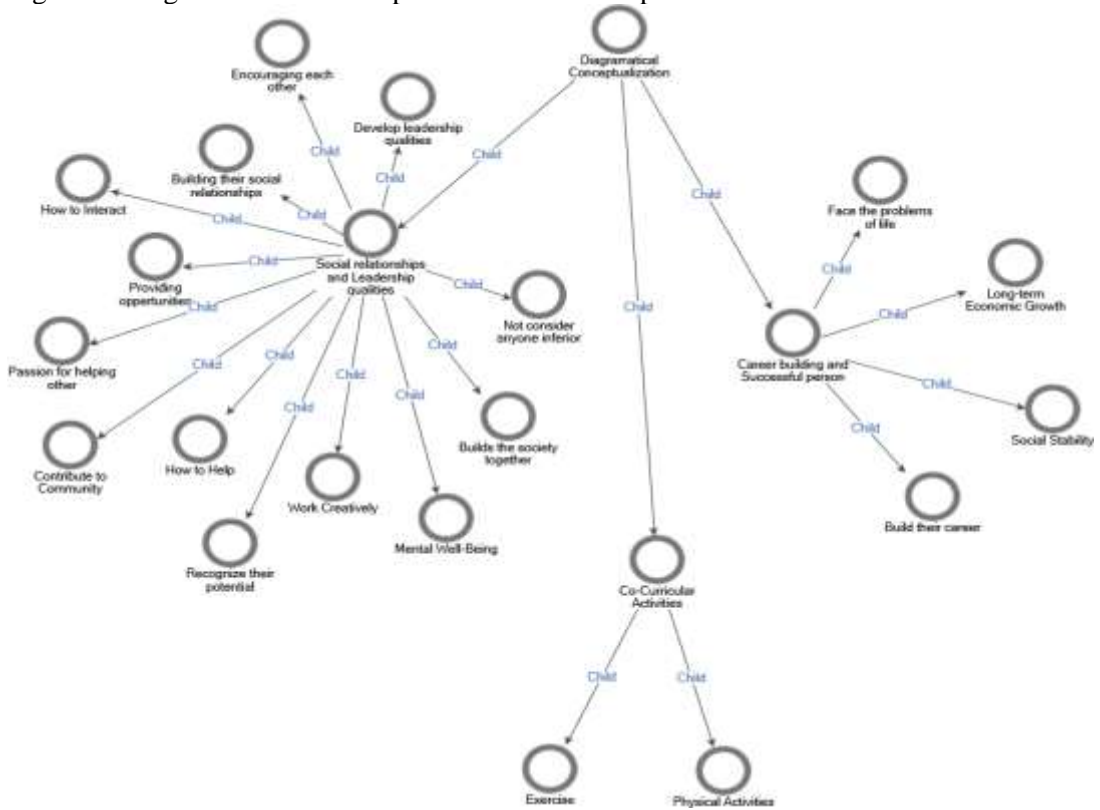 Encouraging each
other
Diagramatical
Conceptualization
Develop leadership
qualities
Child
Child
Child
Building their social
relationships
Child
How to Interact
Child
Child
Child
Face the problems
of life
Child
Providing
Social relationships
and Leadership
qualities
Child
Child
Long-term
Economic Growth
Child
Not consider
anyone inferior
Child
Child
Passion for helping
other
Child
Child
Child
Child
Career building and
Successful person
Child
Child
Child
Child
Child
Social Stability
Contribute to
Community
How to Help
Builds the society
together
Work Creatively
Build their career
Mental Well-Being
Recognize their
potential
Co-Curricular
Activities
Child
Child
Exercise
Physical Activities